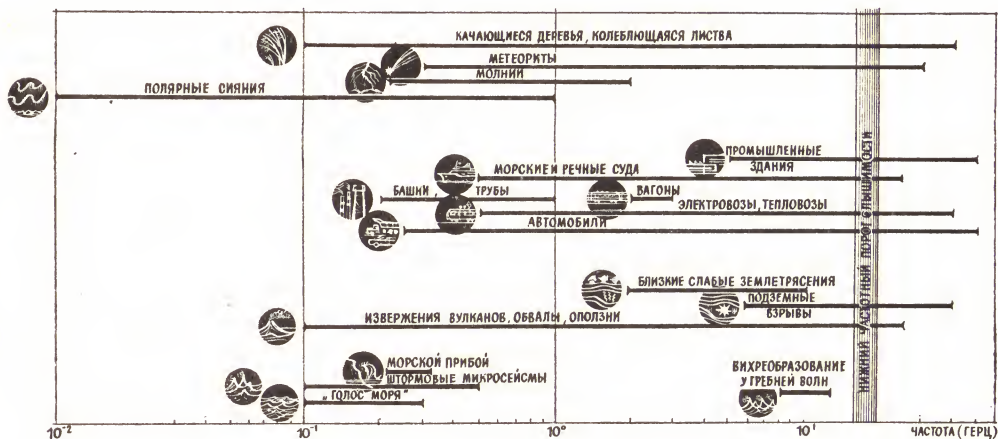 КАЧАЮЩИЕСЯ ДЕРЕВЬЯ, КОЛЕБЛЮЩАЯСЯ ЛИСТВА
МЕТЕОРИТЫ
МОЛНИИ
ПОЛЯРНЫЕ СИЯНИЯ
ПРОМЫШЛЕННЫЕ
ЗДАНИЯ
МОРСКИЕ И РЕЧНЫЕ СУДА
БАШНИ, ТРУБЫ
ВАГОНЫ
ЭЛЕКТРОВОЗЫ, ТЕПЛОВОЗЫ
АВТОМОБИЛИ
БЛИЗКИЕ СЛАБЫЕ ЗЕМЛЕТРЯСЕНИЯ
ПОДЗЕМНЫЕ
ВЗРЫВЫ
ИЗВЕРЖЕНИЯ ВУЛКАНОВ, ОБВАЛЫ, ОПОЛЗНИ
МОРСКОЙ ПРИБОЙ
ШТОРМОВЫЕ МИКРОСЕЙСМЫ
„ГОЛОС МОРЯ"
ВИХРЕОБРАЗОВАНИЕ
У ГРЕБНЕЙ ВОЛН
НИЖНИЙ ЧАСТОТНЫЙ ПОРОГ СЛЫШИМОСТИ
10⁻² 10⁻¹ 10⁰ 10¹ ЧАСТОТА (ГЕРЦ)